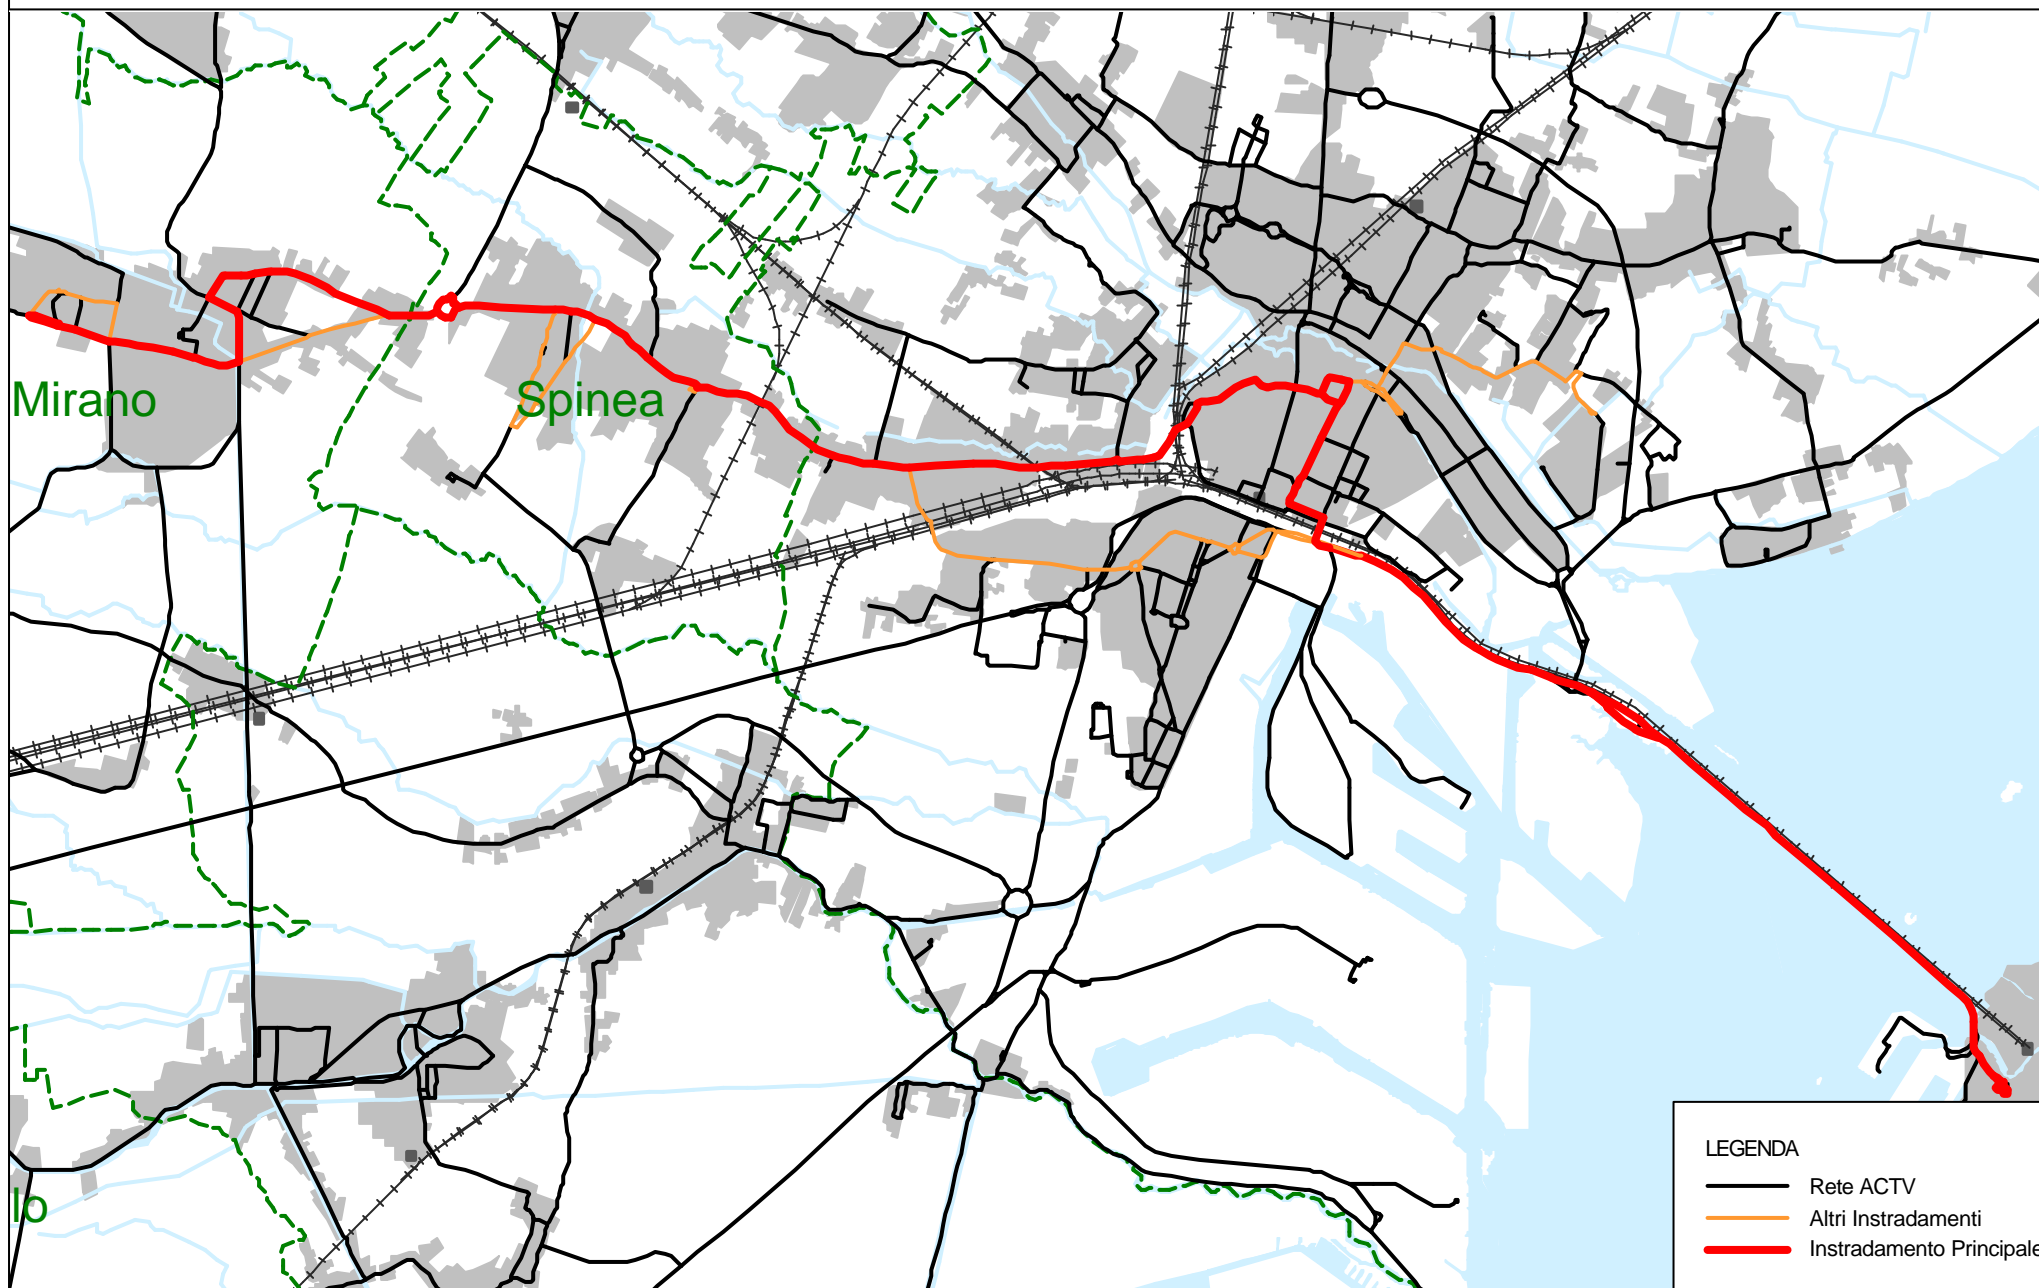 Mirano
Spinea
lo
LEGENDA
Rete ACTV
Altri Instradamenti
Instradamento Principale